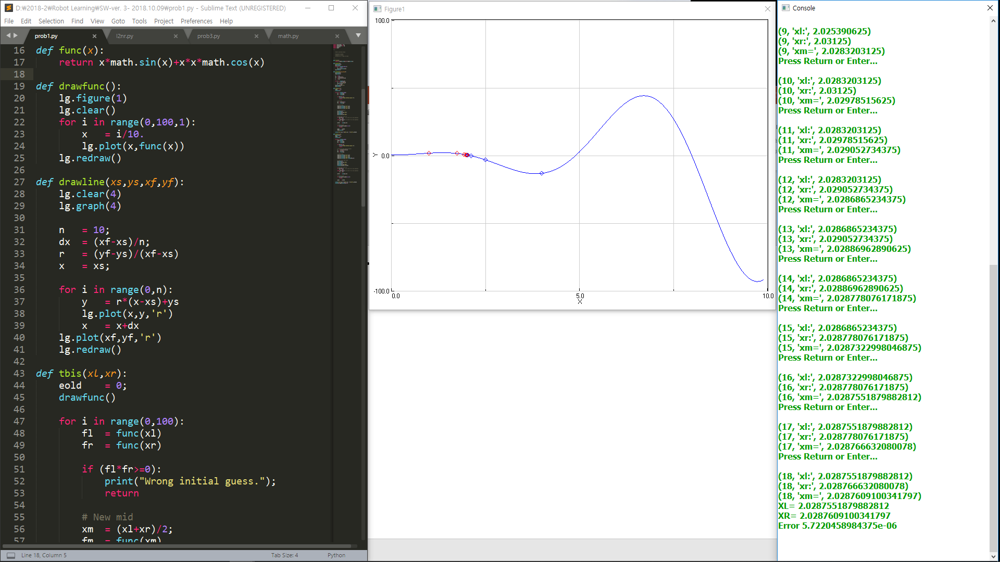 D:\2018-2\Robot Learning\SW-ver. 3- 2018.10.09\prob1.py - Sublime Text (UNREGISTERED)
File Edit Selection Find View Goto Tools Project Preferences Help
prob1.py l2nr.py prob3.py math.py
16 def func(x):
17 return x*math.sin(x)+x*x*math.cos(x)
18
19 def drawfunc():
20 lg.figure(1)
21 lg.clear()
22 for i in range(0,100,1):
23 x = i/10.
24 lg.plot(x,func(x))
25 lg.redraw()
26
27 def drawline(xs,ys,xf,yf):
28 lg.clear(4)
29 lg.graph(4)
30
31 n = 10;
32 dx = (xf-xs)/n;
33 r = (yf-ys)/(xf-xs)
34 x = xs;
35
36 for i in range(0,n):
37 y = r*(x-xs)+ys
38 lg.plot(x,y,'r')
39 x = x+dx
40 lg.plot(xf,yf,'r')
41 lg.redraw()
42
43 def tbis(xl,xr):
44 eold = 0;
45 drawfunc()
46
47 for i in range(0,100):
48 fl = func(xl)
49 fr = func(xr)
50
51 if (fl*fr>=0):
52 print("Wrong initial guess.");
53 return
54
55 # New mid
56 xm = (xl+xr)/2;
57 fm = func(xm)
Line 18, Column 5 Tab Size: 4 Python
Figure1
100.0
Y 0.0
-100.0
0.0 5.0 10.0
X
Console
(9, 'xl:', 2.025390625)
(9, 'xr:', 2.03125)
(9, 'xm=', 2.0283203125)
Press Return or Enter...
(10, 'xl:', 2.0283203125)
(10, 'xr:', 2.03125)
(10, 'xm=', 2.02978515625)
Press Return or Enter...
(11, 'xl:', 2.0283203125)
(11, 'xr:', 2.02978515625)
(11, 'xm=', 2.029052734375)
Press Return or Enter...
(12, 'xl:', 2.0283203125)
(12, 'xr:', 2.029052734375)
(12, 'xm=', 2.0286865234375)
Press Return or Enter...
(13, 'xl:', 2.0286865234375)
(13, 'xr:', 2.029052734375)
(13, 'xm=', 2.02886962890625)
Press Return or Enter...
(14, 'xl:', 2.0286865234375)
(14, 'xr:', 2.02886962890625)
(14, 'xm=', 2.028778076171875)
Press Return or Enter...
(15, 'xl:', 2.0286865234375)
(15, 'xr:', 2.028778076171875)
(15, 'xm=', 2.0287322998046875)
Press Return or Enter...
(16, 'xl:', 2.0287322998046875)
(16, 'xr:', 2.028778076171875)
(16, 'xm=', 2.0287551879882812)
Press Return or Enter...
(17, 'xl:', 2.0287551879882812)
(17, 'xr:', 2.028778076171875)
(17, 'xm=', 2.028766632080078)
Press Return or Enter...
(18, 'xl:', 2.0287551879882812)
(18, 'xr:', 2.028766632080078)
(18, 'xm=', 2.0287609100341797)
XL= 2.0287551879882812
XR= 2.0287609100341797
Error 5.7220458984375e-06